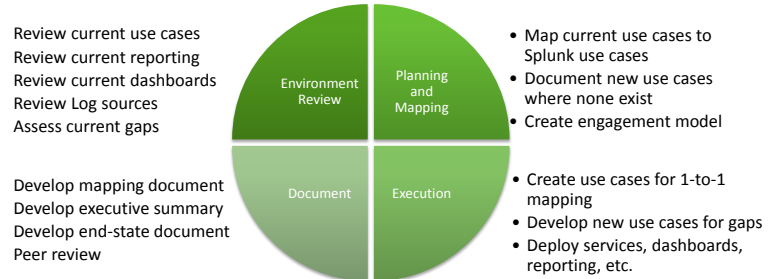 Review current use cases
Review current reporting
Review current dashboards
Review Log sources
Assess current gaps
Environment
Review
Planning
and
Mapping
• Map current use cases to
Splunk use cases
• Document new use cases
where none exist
• Create engagement model
Develop mapping document
Develop executive summary
Develop end-state document
Peer review
Document
Execution
• Create use cases for 1-to-1
mapping
• Develop new use cases for gaps
• Deploy services, dashboards,
reporting, etc.